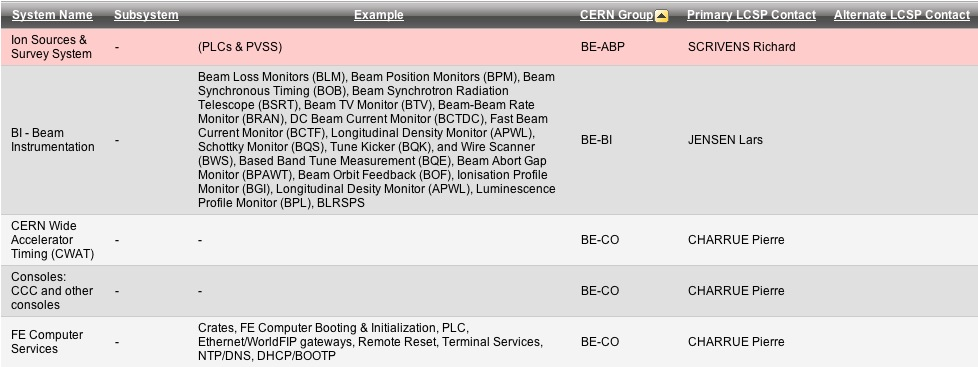 System Name Subsystem Example CERN Group Primary LCSP Contact Alternate LCSP Contact
Ion Sources &
Survey System - (PLCs & PVSS) BE-ABP SCRIVENS Richard
Beam Loss Monitors (BLM), Beam Position Monitors (BPM), Beam
Synchronous Timing (BOB), Beam Synchrotron Radiation
Telescope (BSRT), Beam TV Monitor (BTV), Beam-Beam Rate
Monitor (BRAN), DC Beam Current Monitor (BCTDC), Fast Beam
Current Monitor (BCTF), Longitudinal Density Monitor (APWL),
BI - Beam
Instrumentation - Schottky Monitor (BQS), Tune Kicker (BQK), and Wire Scanner BE-BI JENSEN Lars
(BWS), Based Band Tune Measurement (BQE), Beam Abort Gap
Monitor (BPAWT), Beam Orbit Feedback (BOF), Ionisation Profile
Monitor (BGI), Longitudinal Desity Monitor (APWL), Luminescence
Profile Monitor (BPL), BLRSPS
CERN Wide
Accelerator - - BE-CO CHARRUE Pierre
Timing (CWAT)
Consoles:
CCC and other - - BE-CO CHARRUE Pierre
consoles
FE Computer
Services - Crates, FE Computer Booting & Initialization, PLC,
Ethernet/WorldFIP gateways, Remote Reset, Terminal Services, BE-CO CHARRUE Pierre
NTP/DNS, DHCP/BOOTP